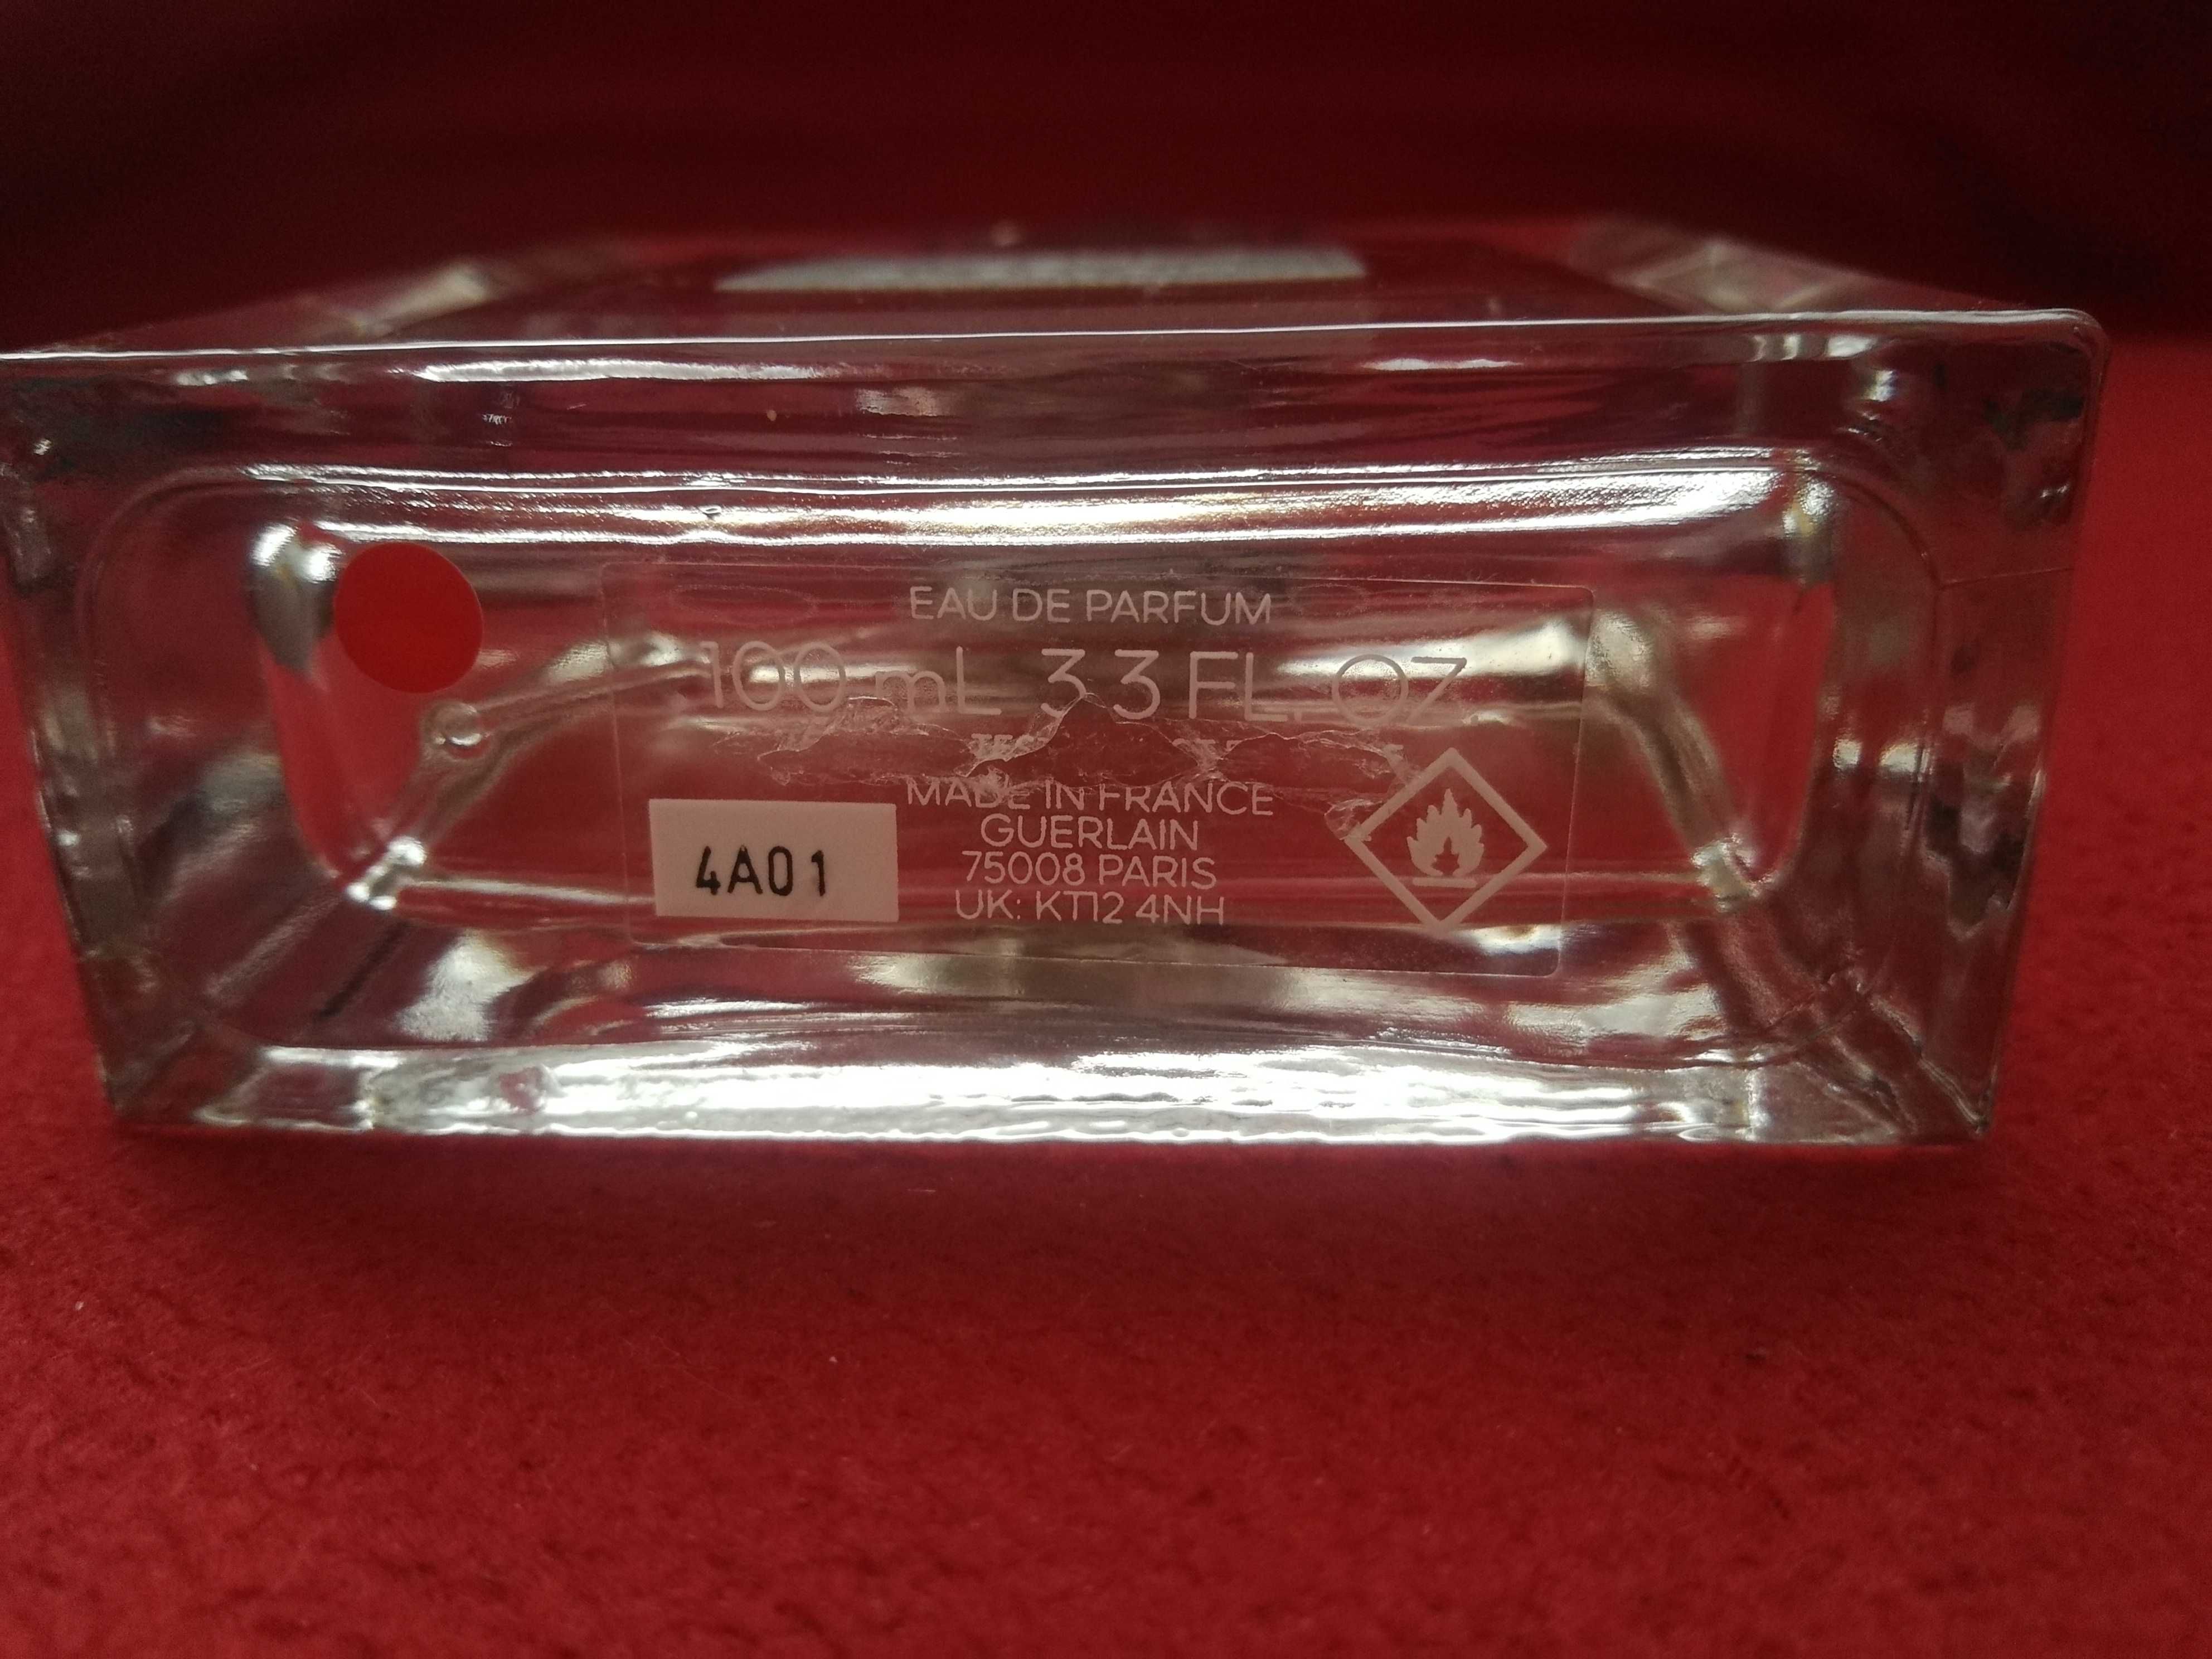 EAU DE PARFUM
100 mL 3.3 FL. OZ
MADE IN FRANCE
GUERLAIN
75008 PARIS
UK: KT12 4NH
4A01